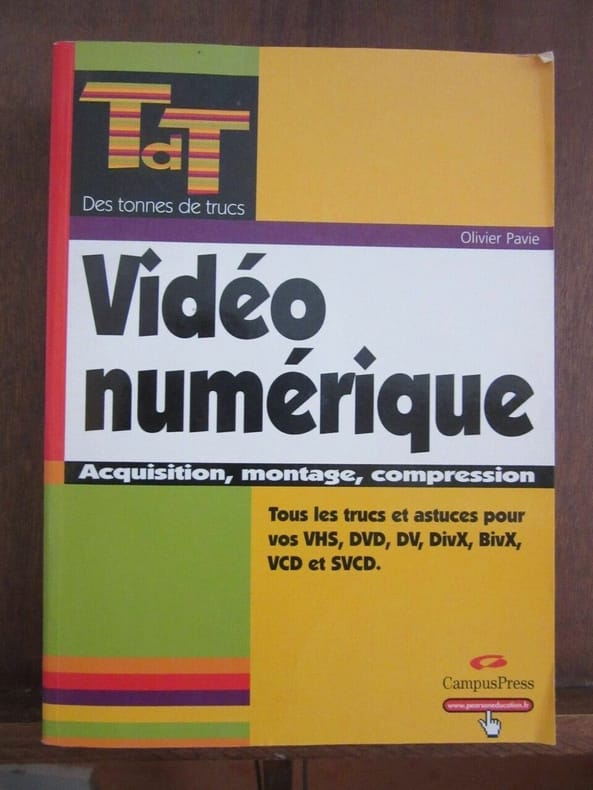 TdT
Des tonnes de trucs
Olivier Pavie
Vidéo
numérique
Acquisition, montage, compression
Tous les trucs et astuces pour
vos VHS, DVD, DV, DivX, BivX,
VCD et SVCD.
CampusPress
www.pearsoneducation.fr